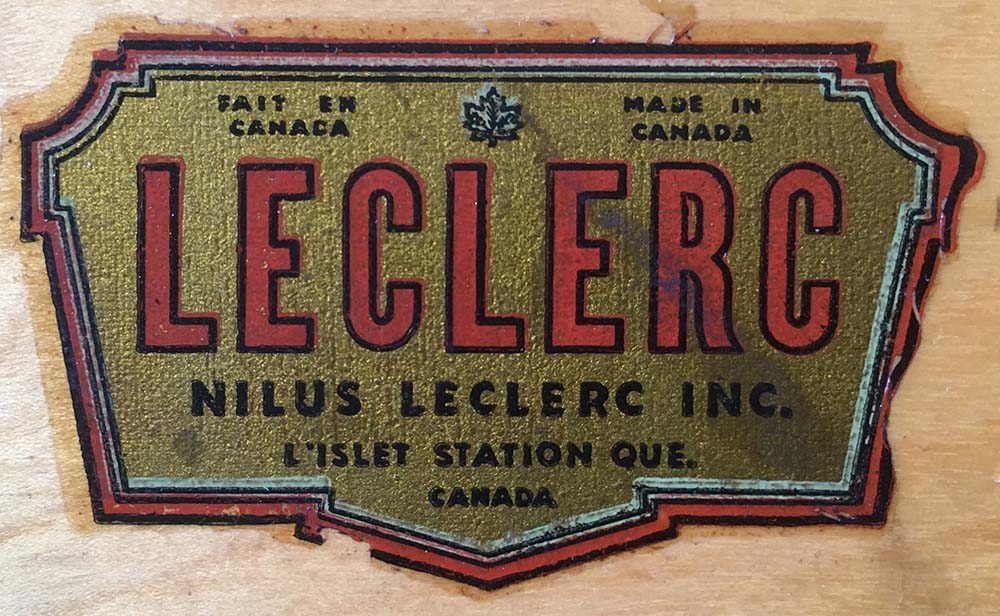 FAIT EN
CANADA
MADE IN
CANADA
LECLERC
NILUS LECLERC INC.
L'ISLET STATION QUE.
CANADA